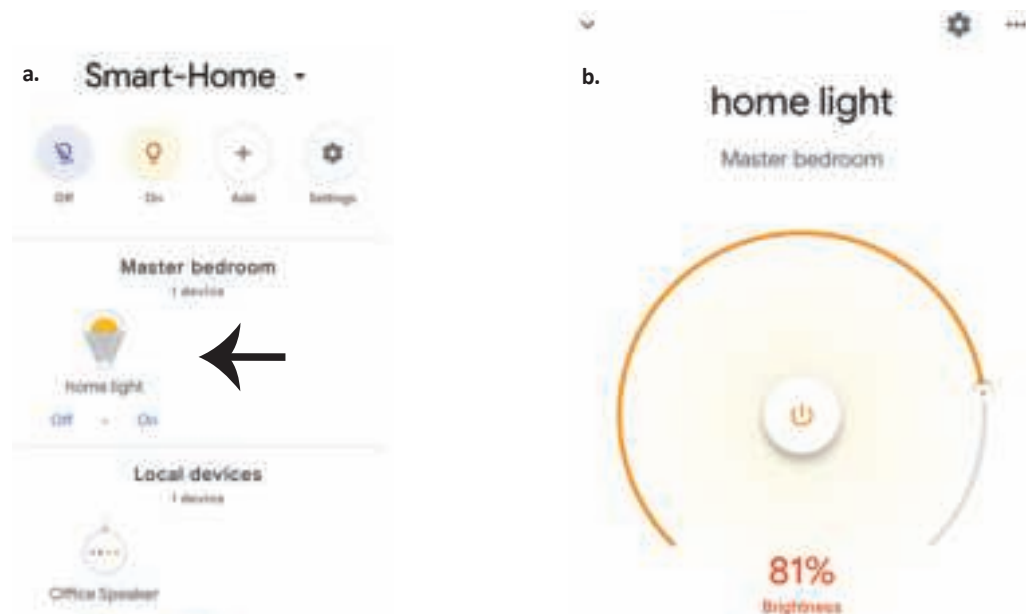 a.
Smart-Home
Off On Add Settings
Master bedroom
1 device
home light
Off - On
Local devices
1 device
Office Speaker
b.
home light
Master bedroom
81%
Brightness